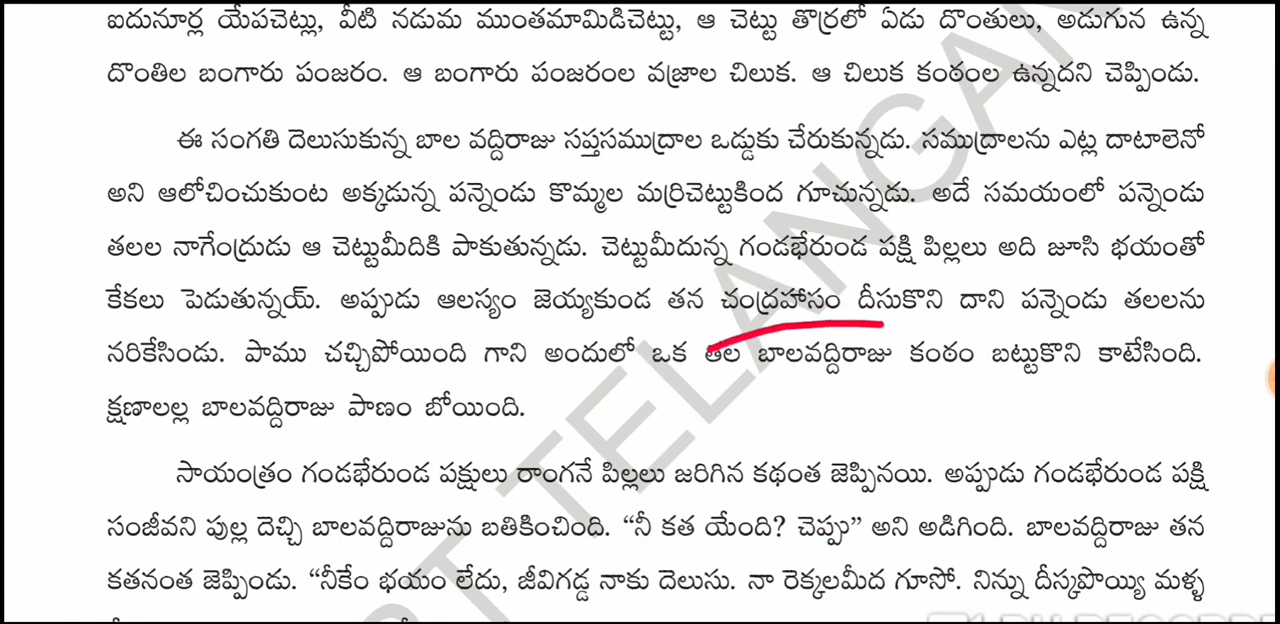 ఐదునూర్ల యేపచెట్లు, వీటి నడుమ ముంతమామిడిచెట్టు, ఆ చెట్టు తొర్రలో ఏడు దొంతులు, అడుగున ఉన్న
దొంతిల బంగారు పంజరం. ఆ బంగారు పంజరంల వజ్రాల చిలుక. ఆ చిలుక కంఠంల ఉన్నదని చెప్పిండు.
ఈ సంగతి దెలుసుకున్న బాల వద్దిరాజు సప్తసముద్రాల ఒడ్డుకు చేరుకున్నడు. సముద్రాలను ఎట్ల దాటాలెనో
అని ఆలోచించుకుంట అక్కడున్న పన్నెండు కొమ్మల మర్రిచెట్టుకింద గూచున్నడు. అదే సమయంలో పన్నెండు
తలల నాగేంద్రుడు ఆ చెట్టుమీదికి పాకుతున్నడు. చెట్టుమీదున్న గండభేరుండ పక్షి పిల్లలు అది జూసి భయంతో
కేకలు పెడుతున్నయ్. అప్పుడు ఆలస్యం జెయ్యకుండ తన చంద్రహాసం దీసుకొని దాని పన్నెండు తలలను
నరికేసిండు. పాము చచ్చిపోయింది గాని అందులో ఒక తల బాలవద్దిరాజు కంఠం బట్టుకొని కాటేసింది.
క్షణాలల్ల బాలవద్దిరాజు పాణం బోయింది.
సాయంత్రం గండభేరుండ పక్షులు రాంగనే పిల్లలు జరిగిన కథంత జెప్పినయి. అప్పుడు గండభేరుండ పక్షి
సంజీవని పుల్ల దెచ్చి బాలవద్దిరాజును బతికించింది. “నీ కత యేంది? చెప్పు” అని అడిగింది. బాలవద్దిరాజు తన
కతనంత జెప్పిండు. “నీకేం భయం లేదు, జీవిగడ్డ నాకు దెలుసు. నా రెక్కలమీద గూసో. నిన్ను దీస్కపొయ్యి మళ్ళ